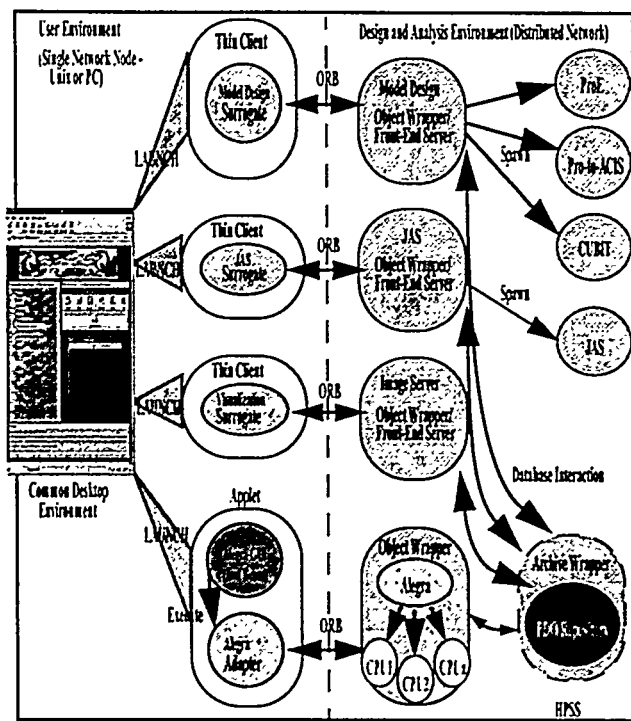 User Environment
(Single Network Node -
Unix or PC)
Design and Analysis Environment (Distributed Network)
Thin Client
Model Design
Surrogate
LAUNCH
ORB
Model Design
Object Wrapper/
Front-End Server
Spawn
ProE
Pro-to-ACIS
CUBIT
Thin Client
JAS
Surrogate
LAUNCH
ORB
JAS
Object Wrapper/
Front-End Server
Spawn
JAS
Thin Client
Visualization
Surrogate
LAUNCH
ORB
Image Server
Object Wrapper/
Front-End Server
Database Interaction
Common Desktop
Environment
LAUNCH
Applet
Execute
Alegra
Adapter
ORB
Object Wrapper
Alegra
CPU 1
CPU 2
CPU n
Archive Wrapper
HPSS